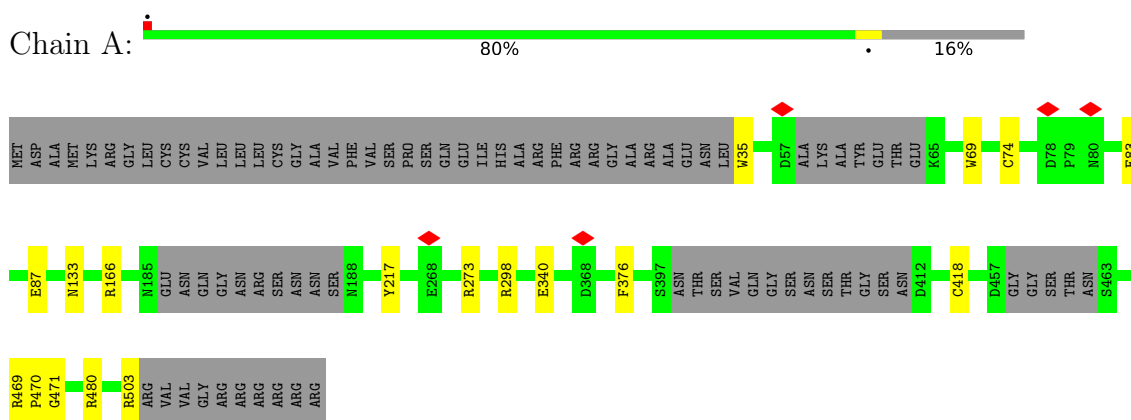 Chain A:
80% • 16%
MET ASP ALA MET LYS ARG GLY LEU CYS CYS VAL LEU LEU LEU CYS GLY ALA VAL PHE VAL SER PRO SER GLN GLU ILE HIS ALA ARG PHE ARG ARG GLY ALA ARG ALA GLU ASN LEU W35 D57 ALA LYS ALA TYR GLU THR GLU K65 W69 C74 D78 P79 N80
E87 N133 R166 N185 GLU ASN GLN GLY ASN ARG SER ASN ASN SER N188 Y217 E268 R273 R298 E340 D368 F376 S397 ASN THR SER VAL GLN GLY SER ASN SER THR GLY SER ASN D412 C418 D457 GLY GLY SER THR ASN S463
R469 P470 G471 R480 R503 ARG VAL VAL GLY ARG ARG ARG ARG ARG ARG